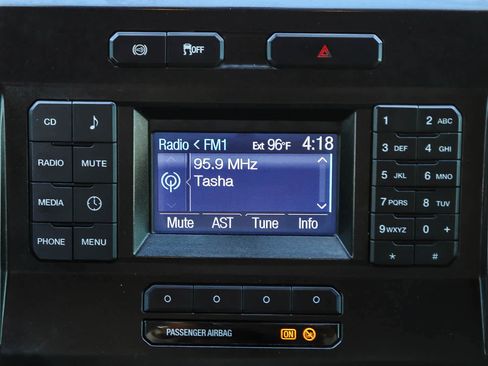 OFF
CD
RADIO MUTE
MEDIA
PHONE MENU
Radio < FM1 Ext 96°F 4:18
95.9 MHz
Tasha
Mute AST Tune Info
1 2 ABC
3 DEF 4 GHI
5 JKL 6 MNO
7 PQRS 8 TUV
9 WXYZ 0 +
* #
PASSENGER AIRBAG ON